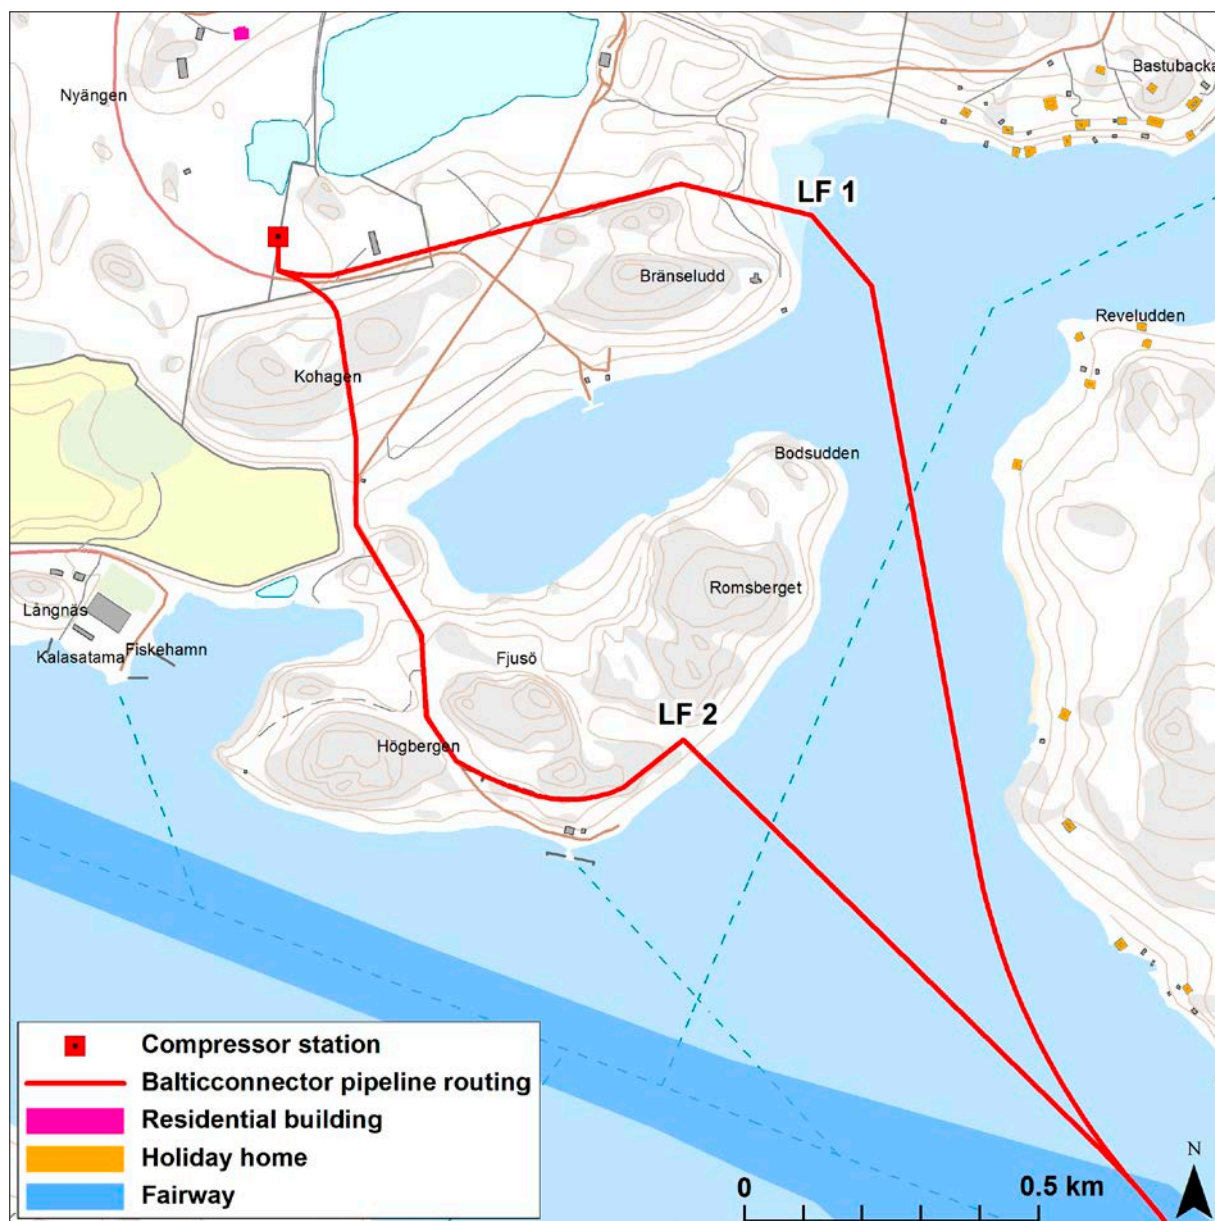 Bastubacka
Nyängen
LF 1
Bränseludd
Reveludden
Kohagen
Bodsudden
Romsberget
Långnäs
Kalasatama
Fiskehamn
Fjusö
LF 2
Högbergen
Compressor station
Balticconnector pipeline routing
Residential building
Holiday home
Fairway
0
0.5 km
N